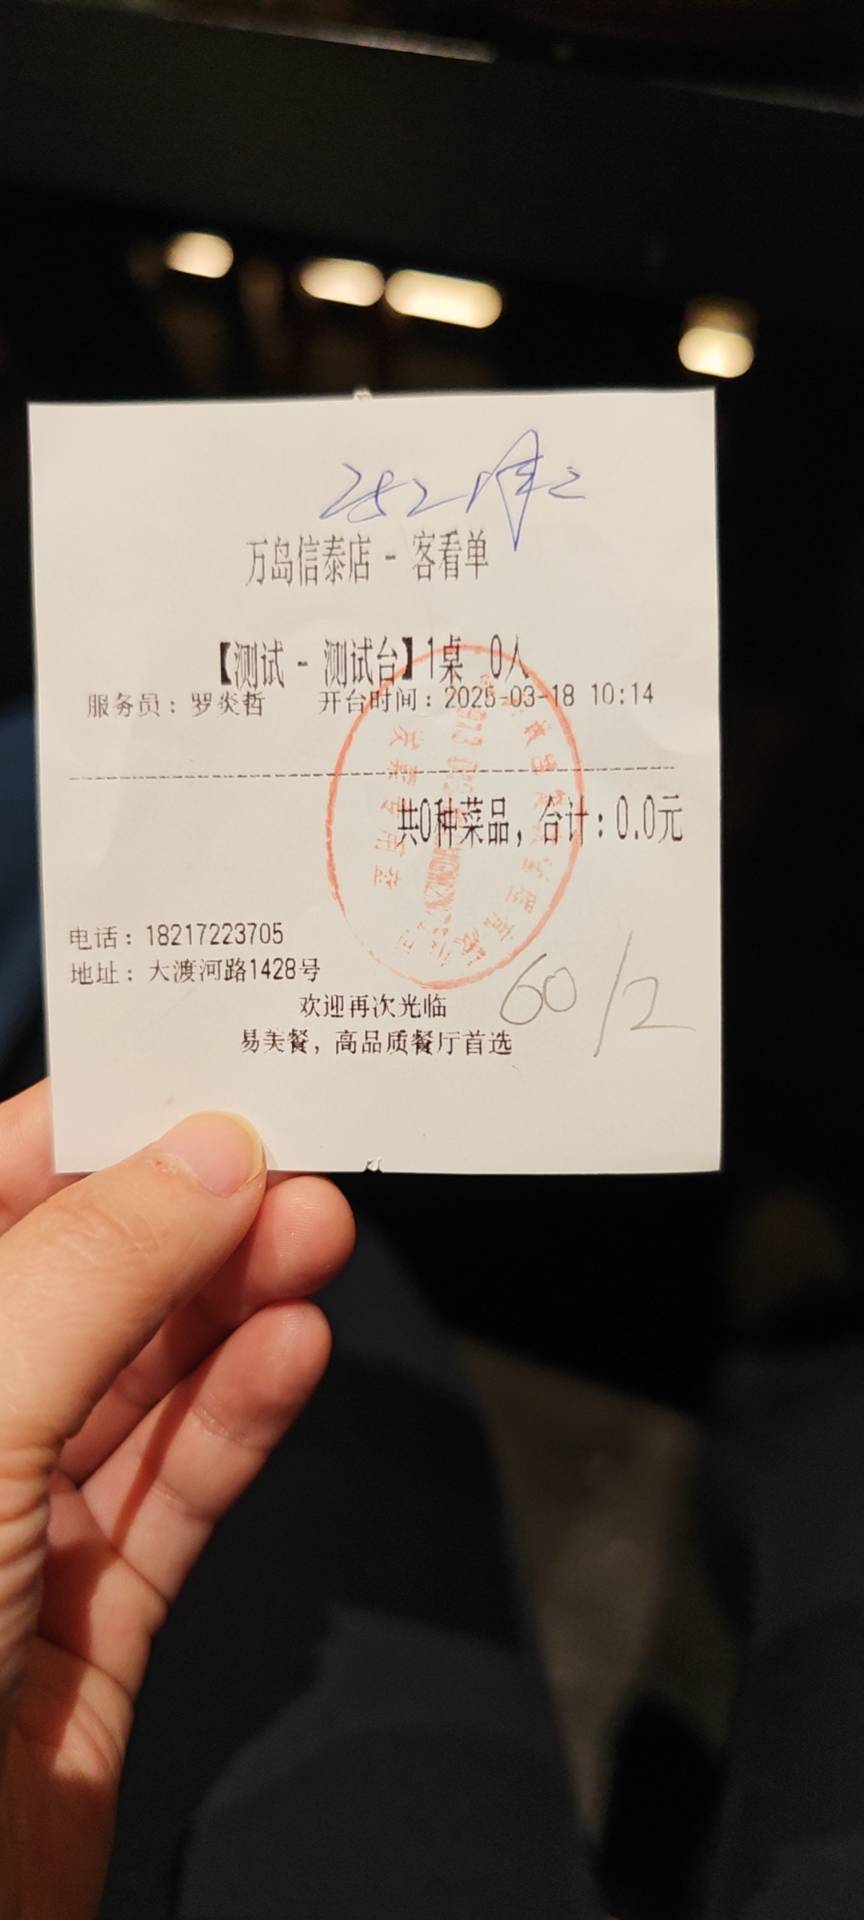 万岛信泰店 - 客看单
【测试 - 测试台】1桌 0人
服务员：罗炎哲 开台时间：2025-03-18 10:14
共0种菜品，合计：0.0元
电话：18217223705
地址：大渡河路1428号
60/2
欢迎再次光临
易美餐，高品质餐厅首选